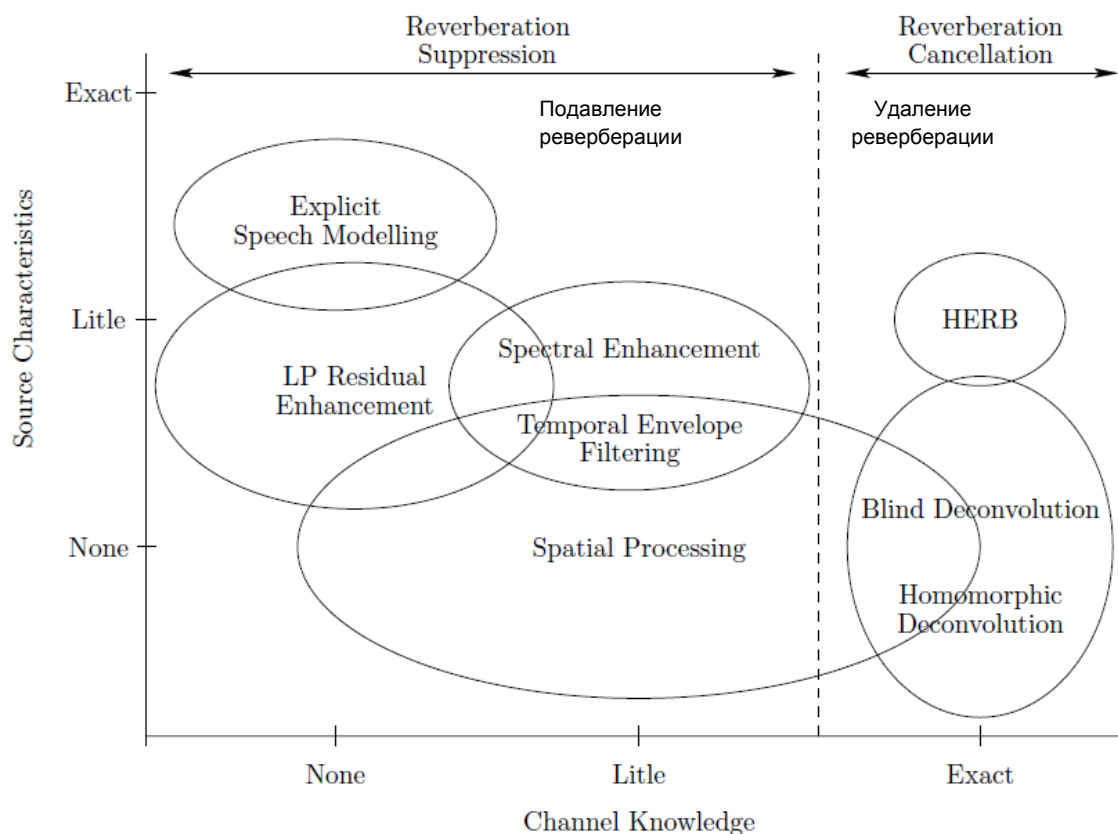 Reverberation
Suppression
Reverberation
Cancellation
Exact
Подавление
реверберации
Удаление
реверберации
Explicit
Speech Modelling
Source Characteristics
Litle
HERB
Spectral Enhancement
LP Residual
Enhancement
Temporal Envelope
Filtering
Blind Deconvolution
None
Spatial Processing
Homomorphic
Deconvolution
None
Litle
Exact
Channel Knowledge